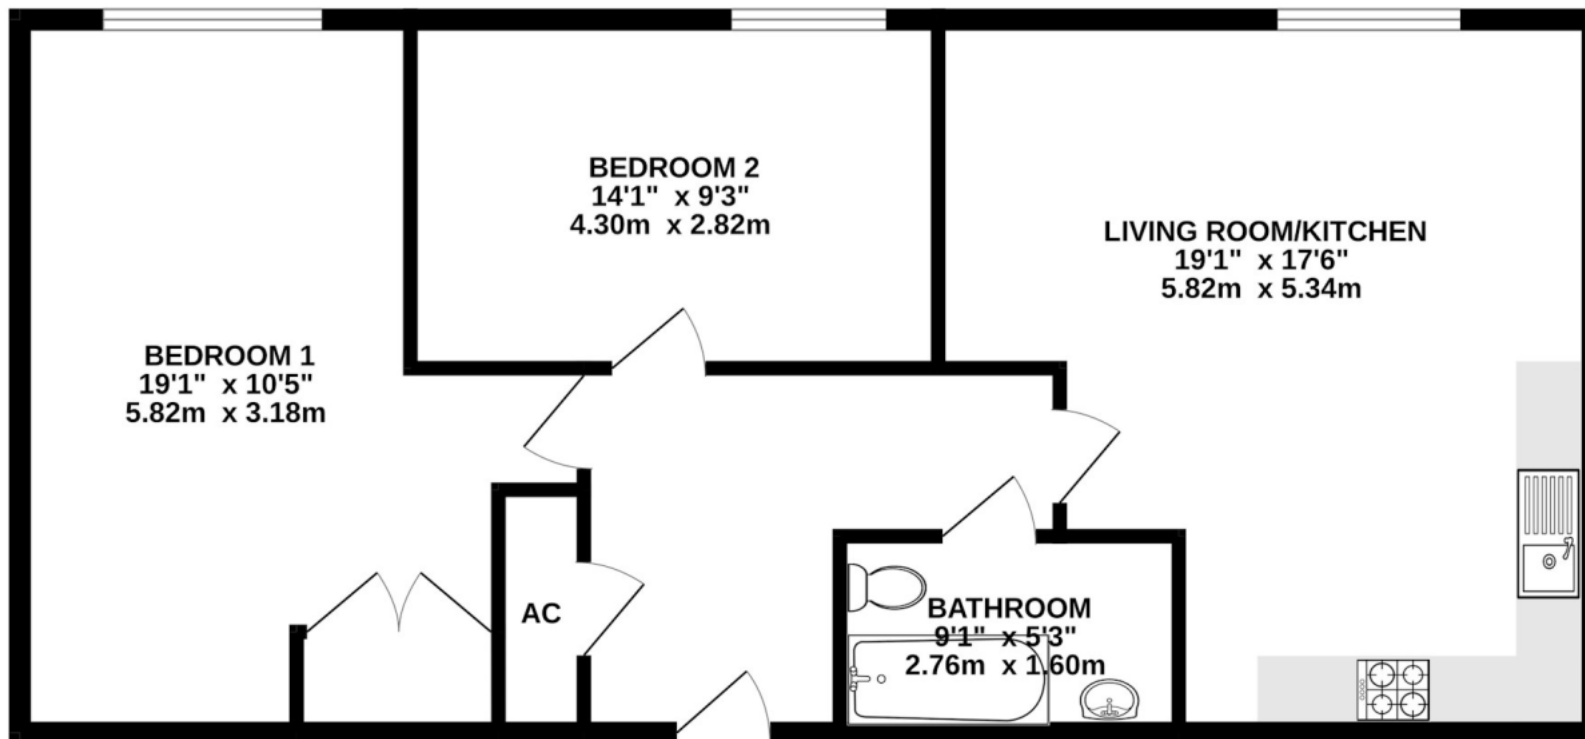 BEDROOM 2
14'1" x 9'3"
4.30m x 2.82m
LIVING ROOM/KITCHEN
19'1" x 17'6"
5.82m x 5.34m
BEDROOM 1
19'1" x 10'5"
5.82m x 3.18m
AC
BATHROOM
9'1" x 5'3"
2.76m x 1.60m